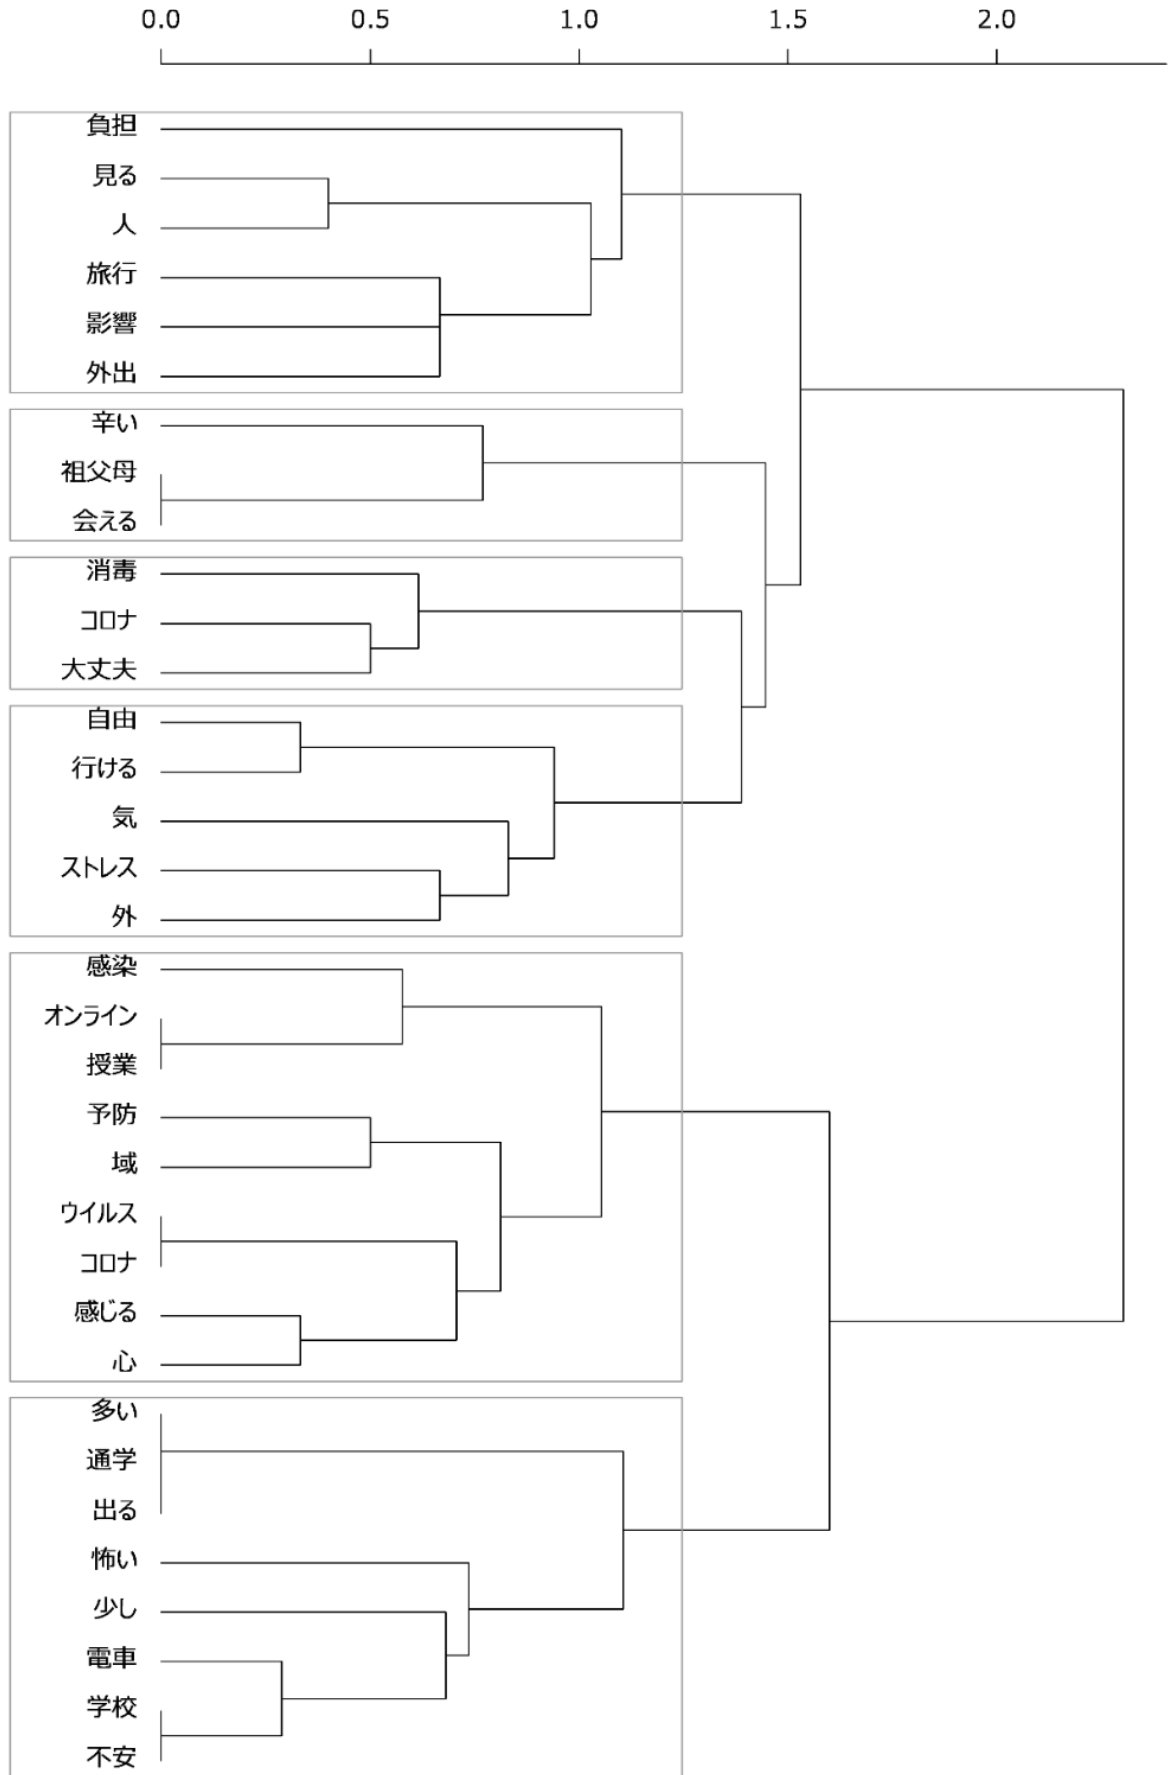 0.0 0.5 1.0 1.5 2.0
負担
見る
人
旅行
影響
外出
辛い
祖父母
会える
消毒
コロナ
大丈夫
自由
行ける
気
ストレス
外
感染
オンライン
授業
予防
域
ウイルス
コロナ
感じる
心
多い
通学
出る
怖い
少し
電車
学校
不安